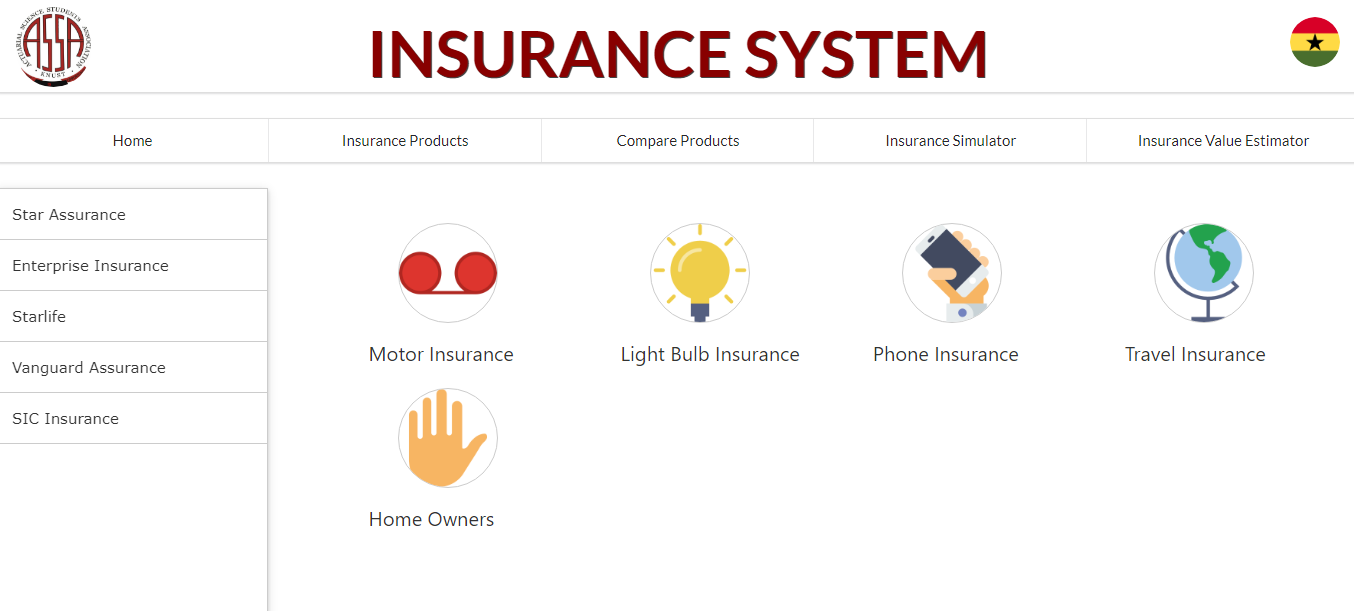 ACTUARIAL SCIENCE STUDENTS ASSOCIATION
ASSA
· KNUST ·
INSURANCE SYSTEM
Home
Insurance Products
Compare Products
Insurance Simulator
Insurance Value Estimator
Star Assurance
Enterprise Insurance
Starlife
Vanguard Assurance
SIC Insurance
Motor Insurance
Light Bulb Insurance
Phone Insurance
Travel Insurance
Home Owners